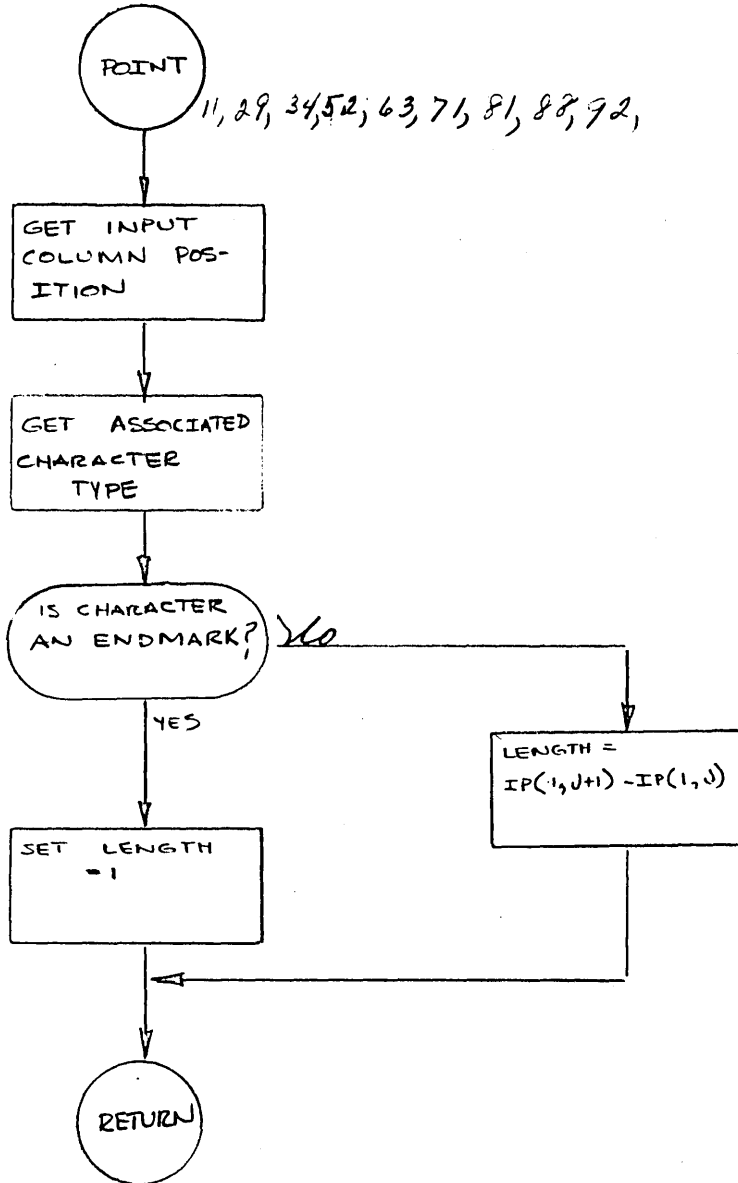 POINT
11, 29, 34, 52, 63, 71, 81, 88, 92,
GET INPUT
COLUMN POS-
ITION
GET ASSOCIATED
CHARACTER
TYPE
IS CHARACTER
AN ENDMARK?
No
YES
LENGTH =
IP(1,J+1) - IP(1,J)
SET LENGTH
=1
RETURN